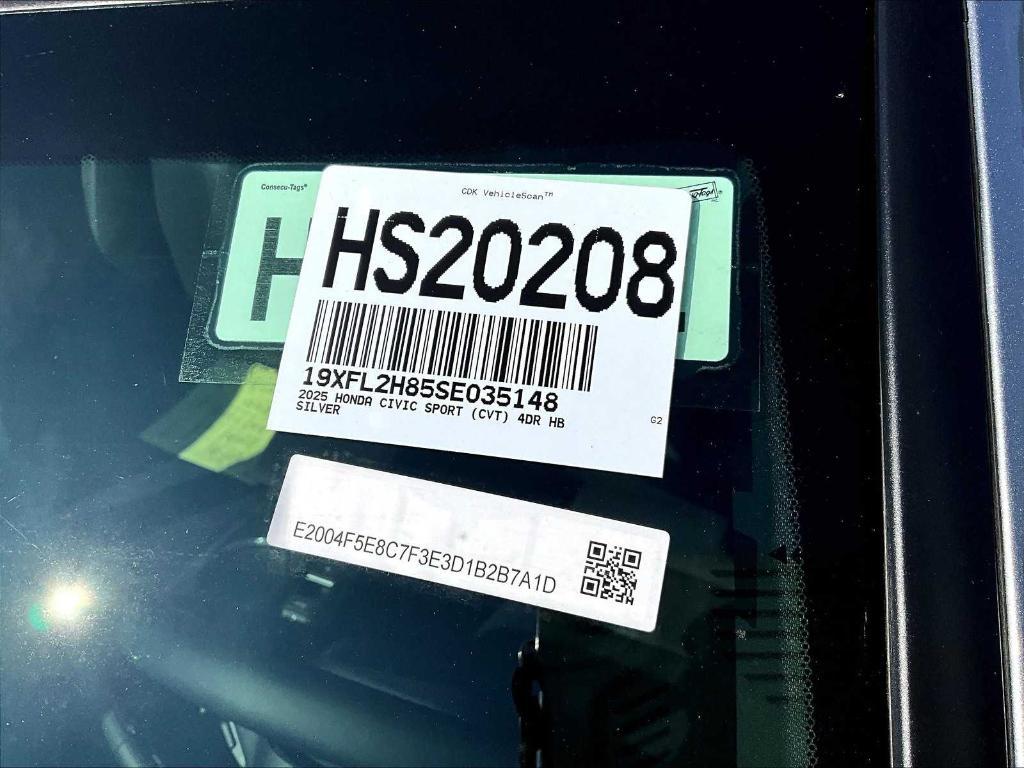 Consecu-Tags®
CDK VehicleScan™
HS20208
19XFL2H85SE035148
2025 HONDA CIVIC SPORT (CVT) 4DR HB
SILVER
G2
E2004F5E8C7F3E3D1B2B7A1D